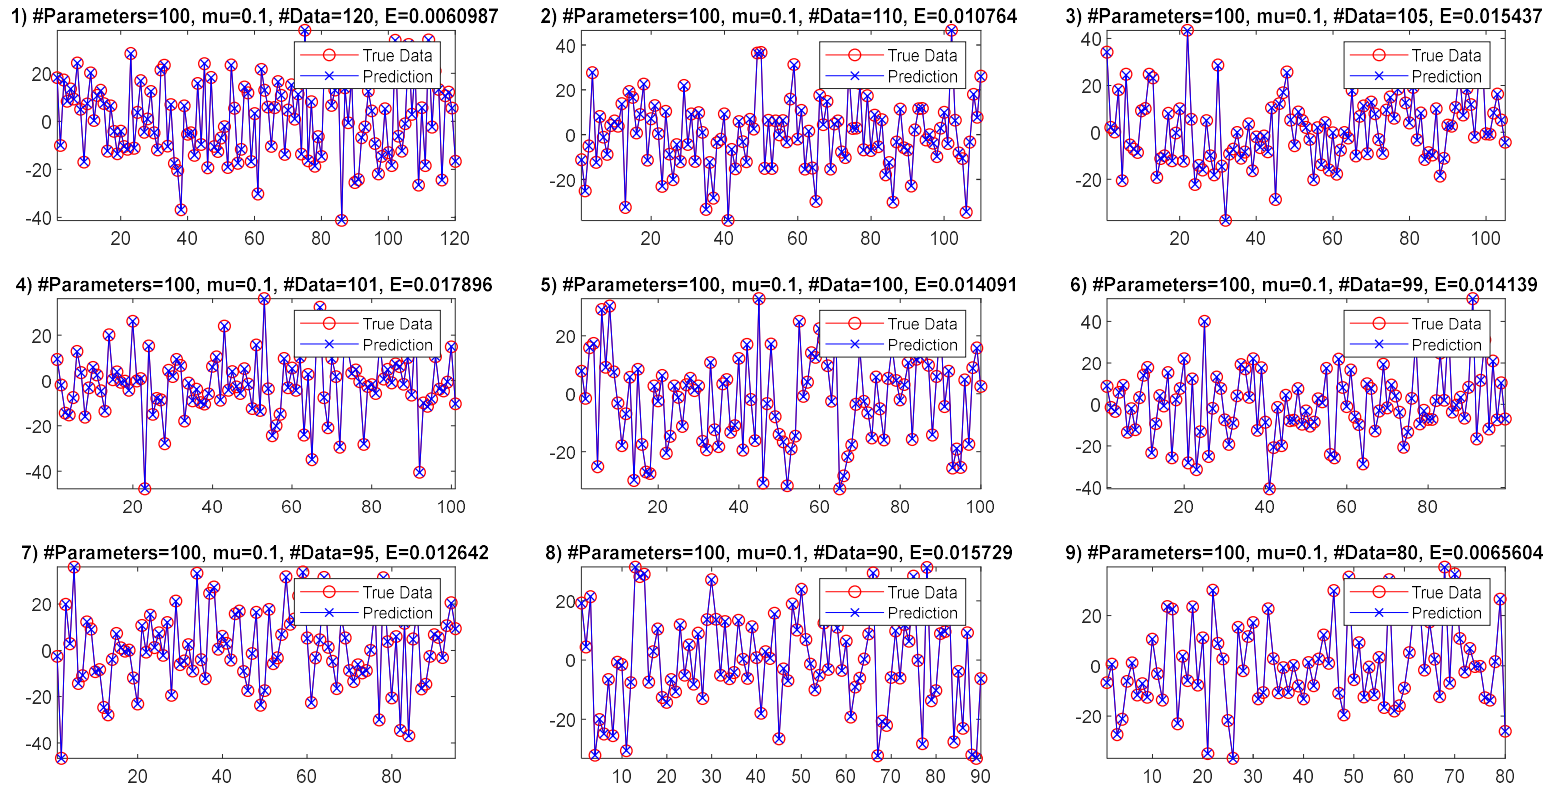 1) #Parameters=100, mu=0.1, #Data=120, E=0.0060987
True Data
Prediction
20
0
-20
-40
20 40 60 80 100 120
2) #Parameters=100, mu=0.1, #Data=110, E=0.010764
True Data
Prediction
40
20
0
-20
20 40 60 80 100
3) #Parameters=100, mu=0.1, #Data=105, E=0.015437
True Data
Prediction
40
20
0
-20
20 40 60 80 100
4) #Parameters=100, mu=0.1, #Data=101, E=0.017896
True Data
Prediction
20
0
-20
-40
20 40 60 80 100
5) #Parameters=100, mu=0.1, #Data=100, E=0.014091
True Data
Prediction
20
0
-20
20 40 60 80 100
6) #Parameters=100, mu=0.1, #Data=99, E=0.014139
True Data
Prediction
40
20
0
-20
-40
20 40 60 80
7) #Parameters=100, mu=0.1, #Data=95, E=0.012642
True Data
Prediction
20
0
-20
-40
20 40 60 80
8) #Parameters=100, mu=0.1, #Data=90, E=0.015729
True Data
Prediction
20
0
-20
10 20 30 40 50 60 70 80 90
9) #Parameters=100, mu=0.1, #Data=80, E=0.0065604
True Data
Prediction
20
0
-20
10 20 30 40 50 60 70 80